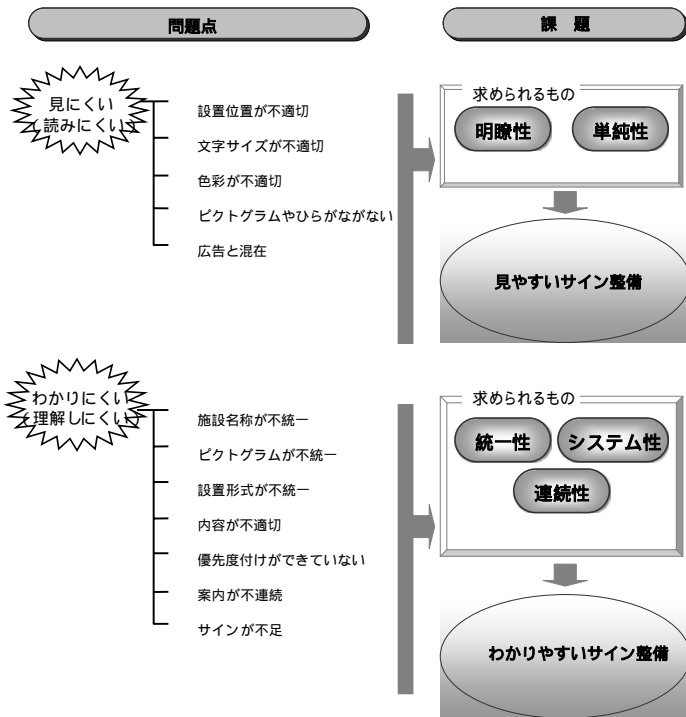 問題点
課 題
見にくい
(読みにくい)
設置位置が不適切
文字サイズが不適切
色彩が不適切
ピクトグラムやひらがながない
広告と混在
求められるもの
明瞭性
単純性
見やすいサイン整備
わかりにくい
(理解しにくい)
施設名称が不統一
ピクトグラムが不統一
設置形式が不統一
内容が不適切
優先度付けができていない
案内が不連続
サインが不足
求められるもの
統一性
システム性
連続性
わかりやすいサイン整備